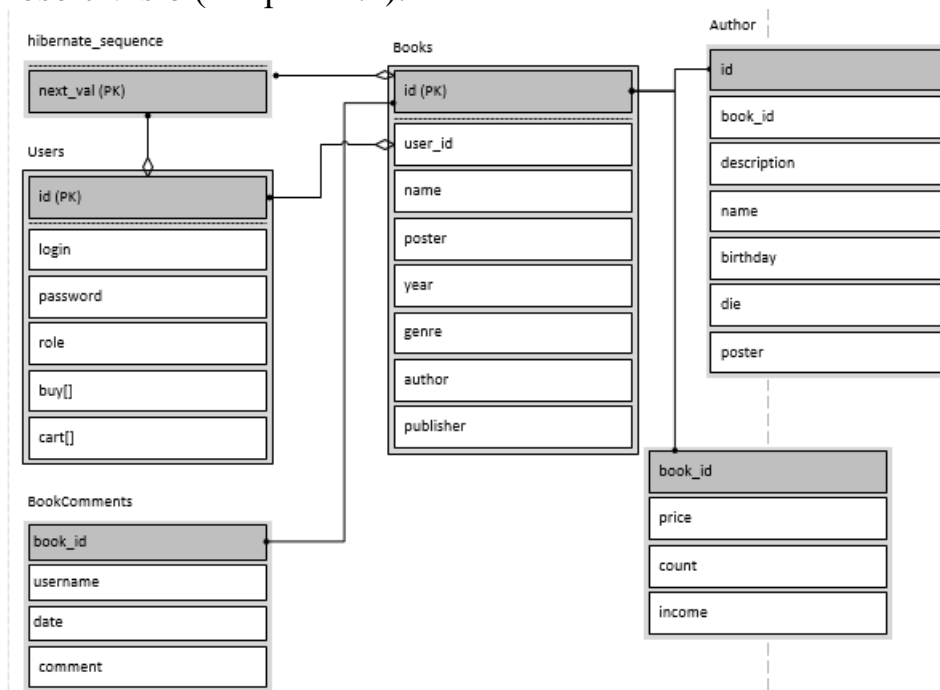 hibernate_sequence
next_val (PK)
Users
id (PK)
login
password
role
buy[]
cart[]
BookComments
book_id
username
date
comment
Books
id (PK)
user_id
name
poster
year
genre
author
publisher
Author
id
book_id
description
name
birthday
die
poster
book_id
price
count
income